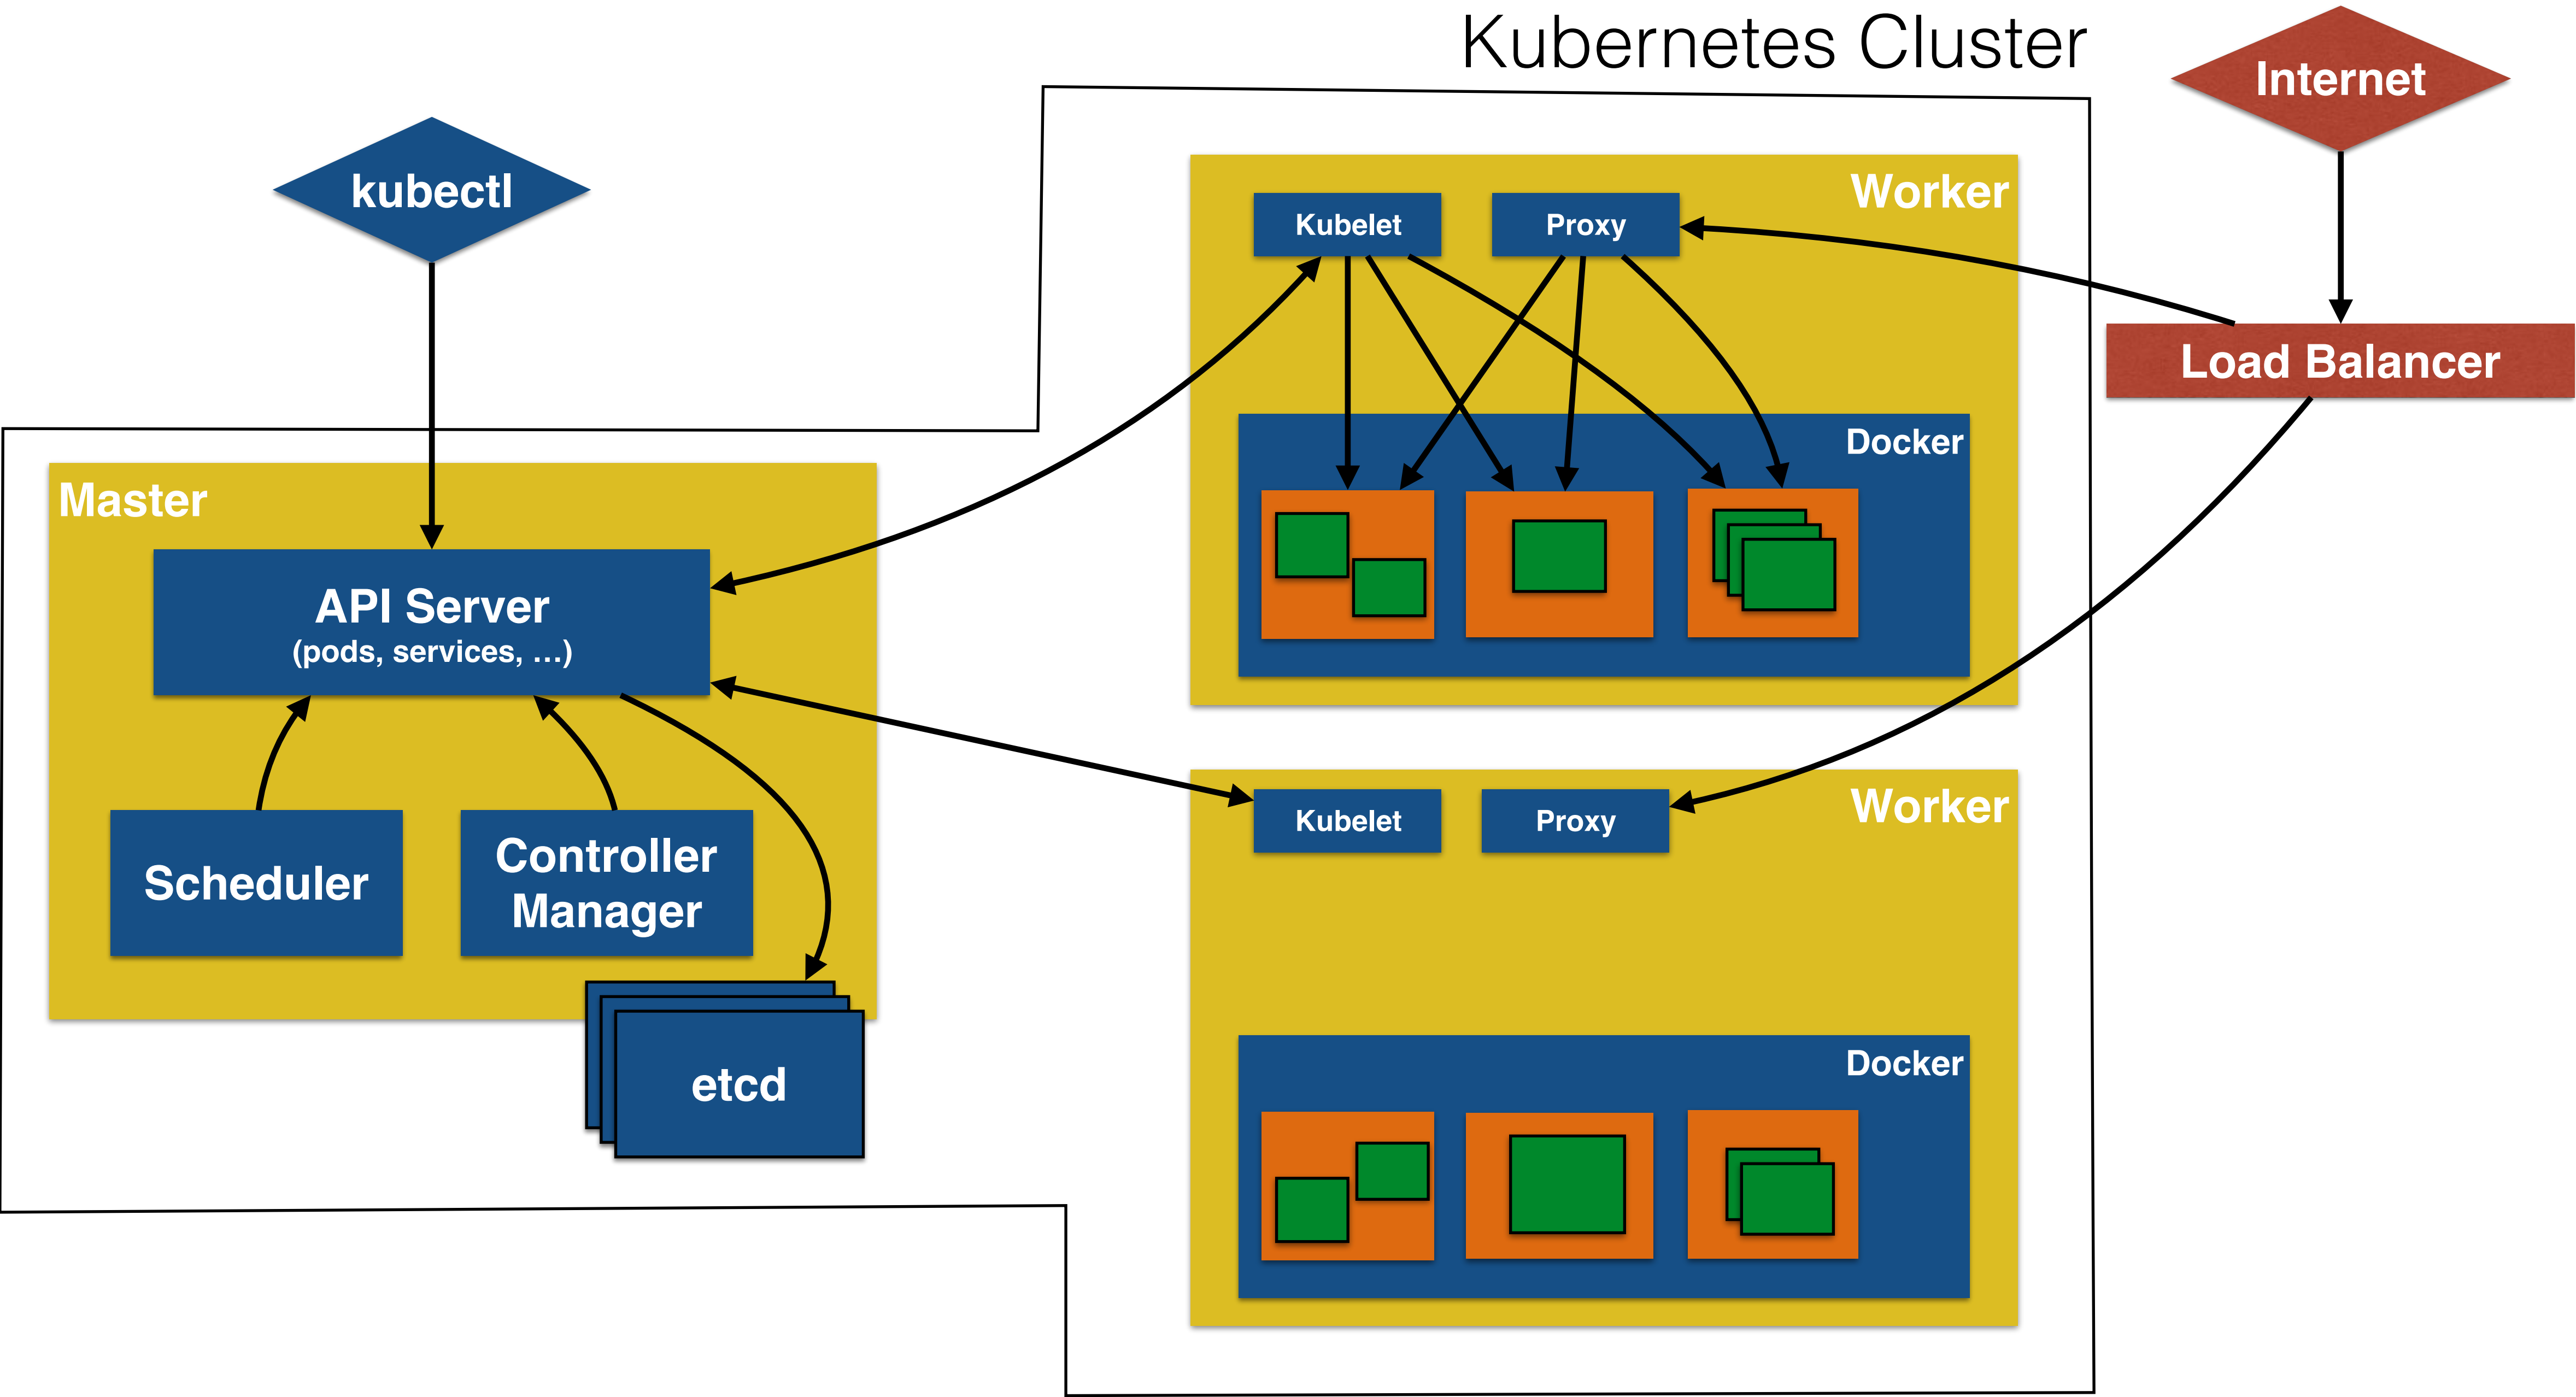 Kubernetes Cluster
Internet
kubectl
Worker
Kubelet
Proxy
Load Balancer
Docker
Master
API Server
(pods, services, …)
Scheduler
Controller
Manager
etcd
Worker
Kubelet
Proxy
Docker